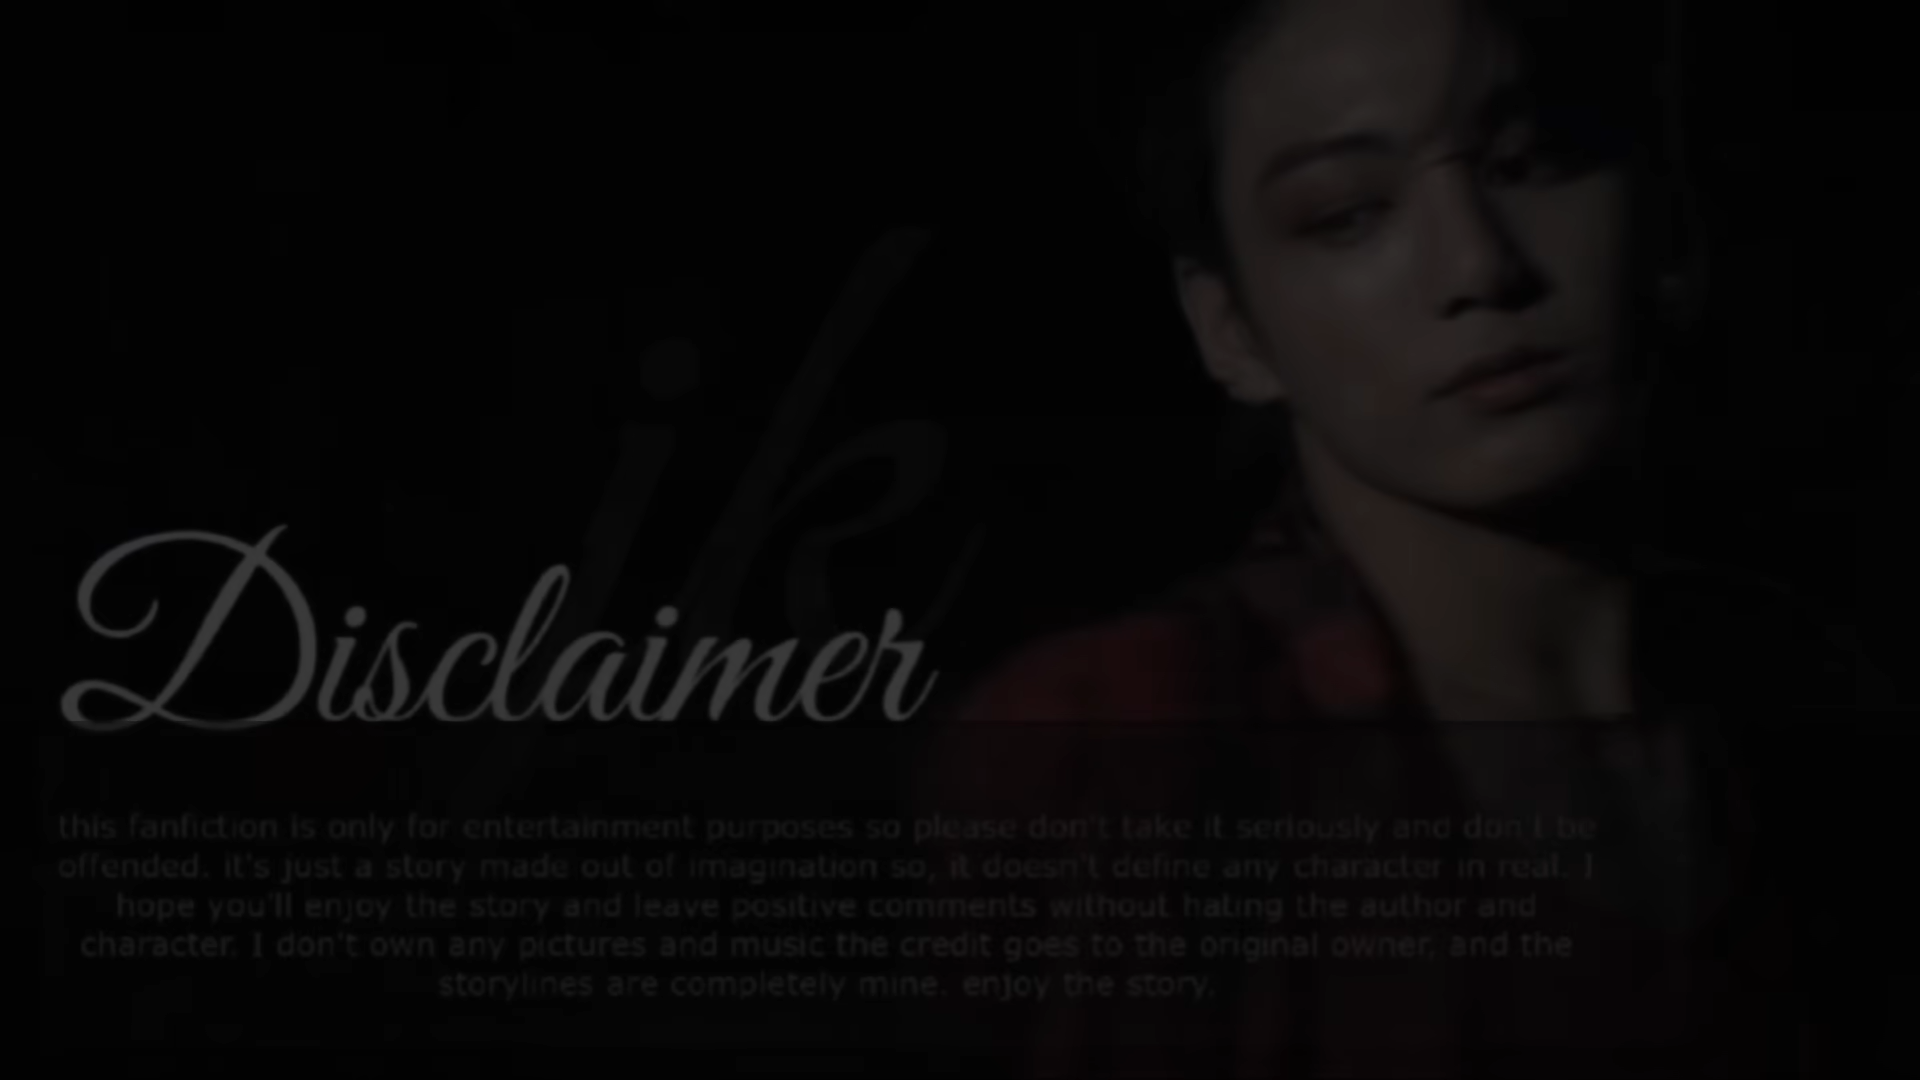 jk
Disclaimer
this fanfiction is only for entertainment purposes so please don't take it seriously and don't be
offended. it's just a story made out of imagination so, it doesn't define any character in real. I
hope you'll enjoy the story and leave positive comments without hating the author and
character. I don't own any pictures and music the credit goes to the original owner, and the
storylines are completely mine. enjoy the story.